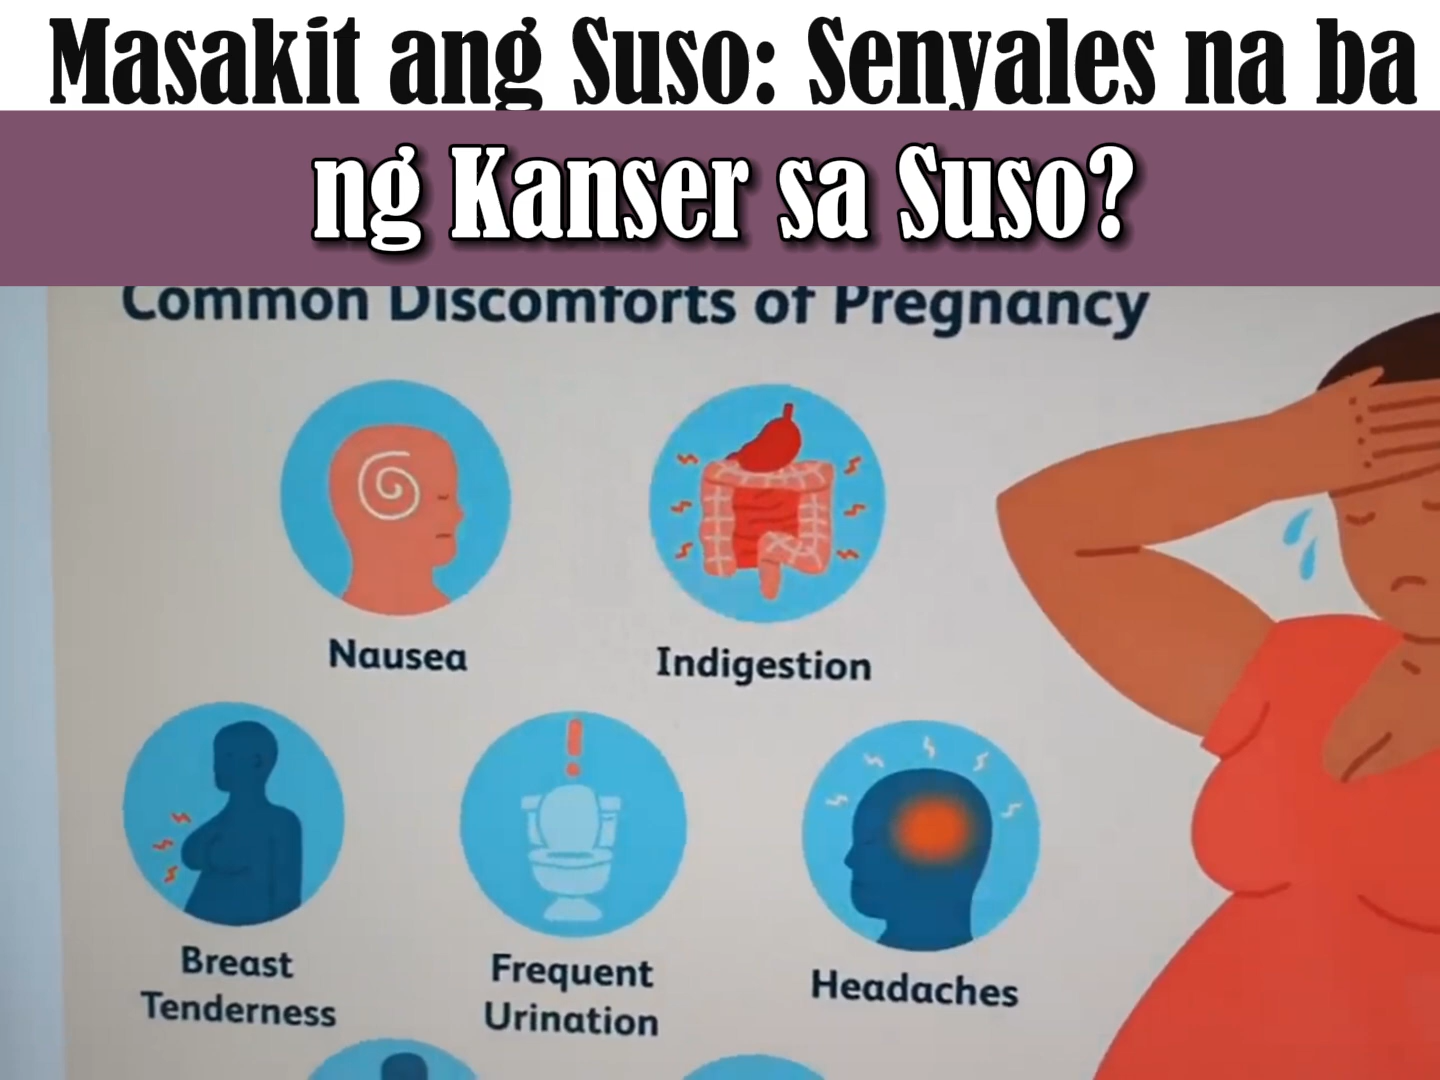 Masakit ang Suso: Senyales na ba
ng Kanser sa Suso?
Common Discomforts of Pregnancy
Nausea
Indigestion
Breast
Tenderness
Frequent
Urination
Headaches